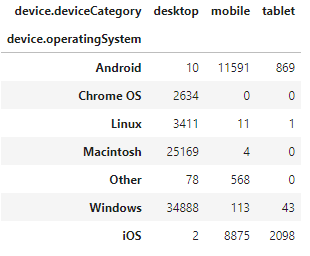 device.deviceCategory desktop mobile tablet
device.operatingSystem
Android 10 11591 869
Chrome OS 2634 0 0
Linux 3411 11 1
Macintosh 25169 4 0
Other 78 568 0
Windows 34888 113 43
iOS 2 8875 2098